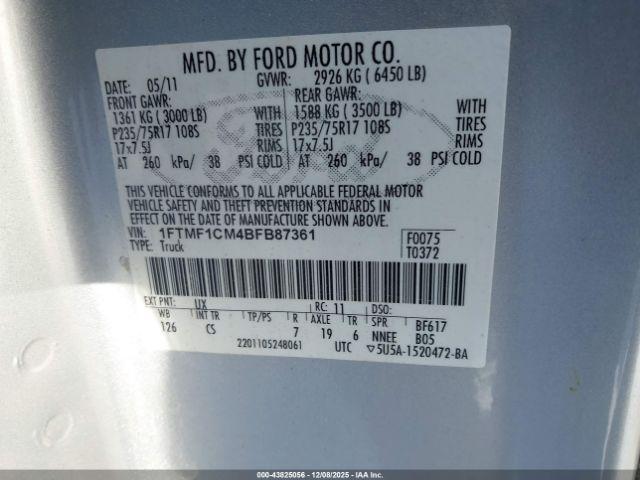 MFD. BY FORD MOTOR CO.
DATE: 05/11 GVWR: 2926 KG ( 6450 LB)
FRONT GAWR: REAR GAWR:
1361 KG ( 3000 LB) WITH 1588 KG ( 3500 LB) WITH
P235/75R17 108S TIRES P235/75R17 108S TIRES
17x7.5J RIMS 17x7.5J RIMS
AT 260 kPa/ 38 PSI COLD AT 260 kPa/ 38 PSI COLD
THIS VEHICLE CONFORMS TO ALL APPLICABLE FEDERAL MOTOR
VEHICLE SAFETY AND THEFT PREVENTION STANDARDS IN
EFFECT ON THE DATE OF MANUFACTURE SHOWN ABOVE.
VIN: 1FTMF1CM4BFB87361 F0075
TYPE: Truck T0372
EXT PNT: UX RC: 11 DSO:
WB INT TR TP/PS R AXLE TR SPR BF617
126 CS 7 19 6 NNEE B05
2201105248061 UTC ▽5U5A-1520472-BA
Ford
000-43825056 - 12/08/2025 - IAAI.COM